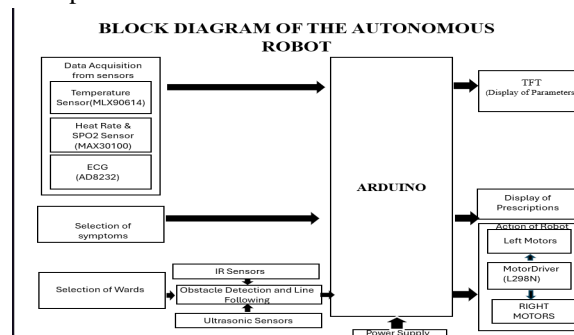 BLOCK DIAGRAM OF THE AUTONOMOUS
ROBOT
Data Acquisition
from sensors
Temperature
Sensor(MLX90614)
Heat Rate &
SPO2 Sensor
(MAX30100)
ECG
(AD8232)
Selection of
symptoms
Selection of Wards
IR Sensors
Obstacle Detection and Line
Following
Ultrasonic Sensors
ARDUINO
Power Supply
TFT
(Display of Parameters
Display of
Prescriptions
Action of Robot
Left Motors
MotorDriver
(L298N)
RIGHT
MOTORS